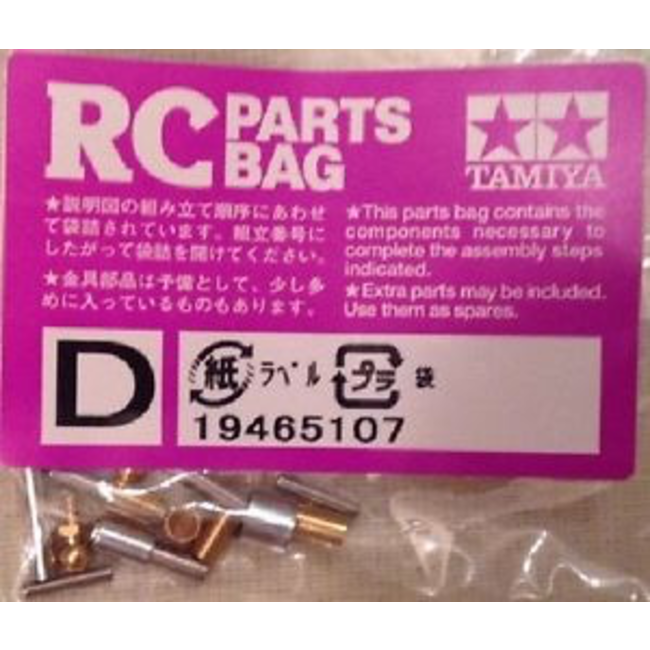 RC PARTS BAG
TAMIYA
★説明図の組み立て順序にあわせ
て袋詰されています。組立番号に
したがって袋詰を開けてください。
★金具部品は予備として、少し多
めに入っているものもあります。
★This parts bag contains the
components necessary to
complete the assembly steps
indicated.
★Extra parts may be included.
Use them as spares.
D
紙 ラベル プラ 袋
19465107